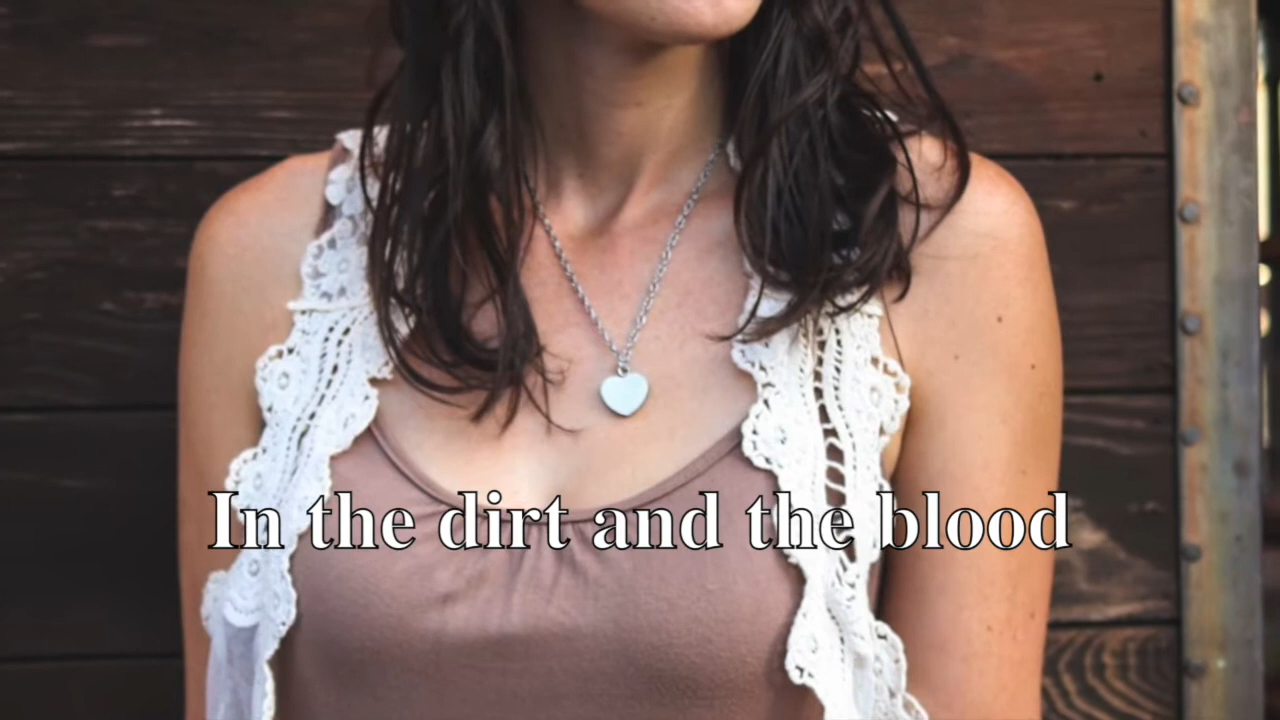 In the dirt and the blood